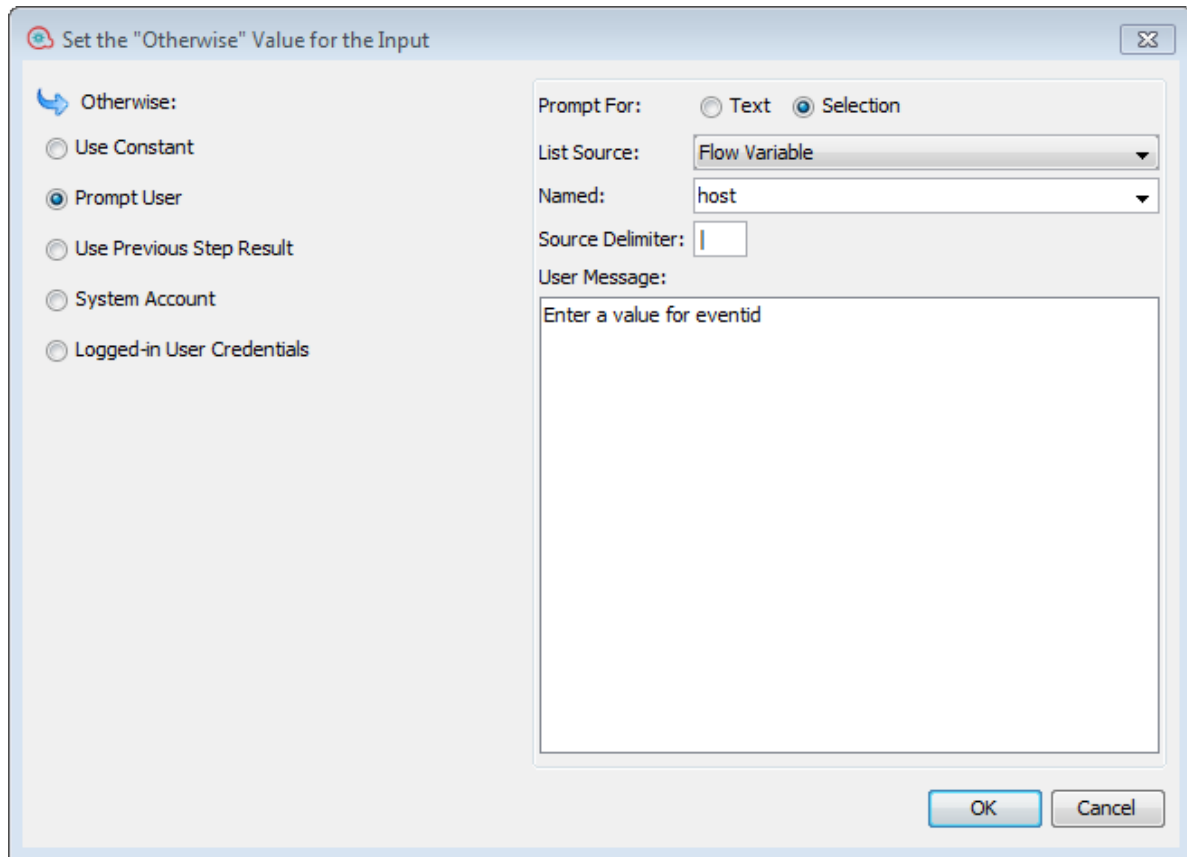 Set the "Otherwise" Value for the Input
Otherwise:
Use Constant
Prompt User
Use Previous Step Result
System Account
Logged-in User Credentials
Prompt For: Text Selection
List Source: Flow Variable
Named: host
Source Delimiter: |
User Message:
Enter a value for eventid
OK Cancel